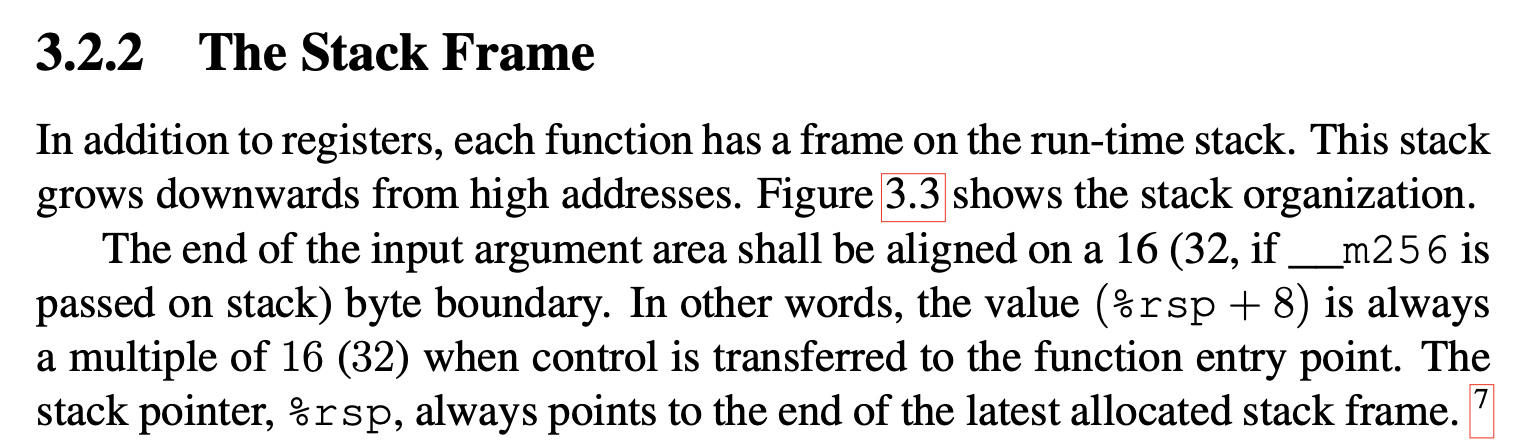 3.2.2 The Stack Frame
In addition to registers, each function has a frame on the run-time stack. This stack
grows downwards from high addresses. Figure 3.3 shows the stack organization.
The end of the input argument area shall be aligned on a 16 (32, if __m256 is
passed on stack) byte boundary. In other words, the value (%rsp + 8) is always
a multiple of 16 (32) when control is transferred to the function entry point. The
stack pointer, %rsp, always points to the end of the latest allocated stack frame. 7